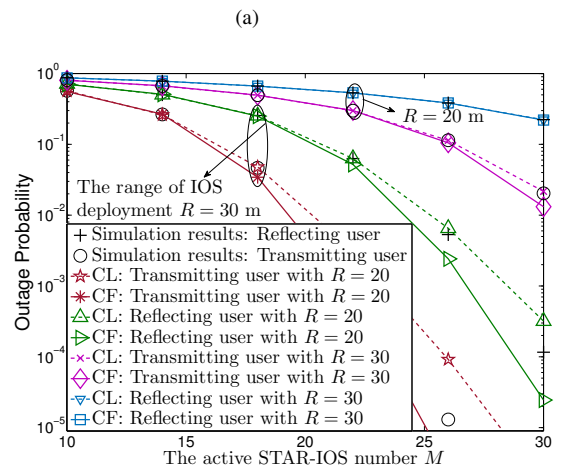 (a)
10^0
10^{-1}
10^{-2}
10^{-3}
10^{-4}
10^{-5}
Outage Probability
R = 20 m
The range of IOS
deployment R = 30 m
Simulation results: Reflecting user
Simulation results: Transmitting user
CL: Transmitting user with R = 20
CF: Transmitting user with R = 20
CL: Reflecting user with R = 20
CF: Reflecting user with R = 20
CL: Transmitting user with R = 30
CF: Transmitting user with R = 30
CL: Reflecting user with R = 30
CF: Reflecting user with R = 30
10 15 20 25 30
The active STAR-IOS number M